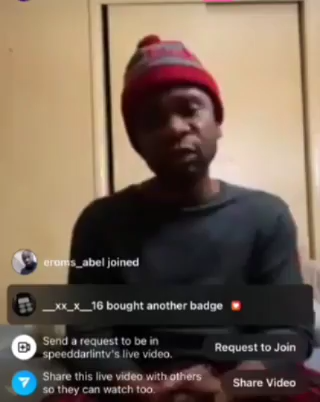 eroms_abel joined
__xx_x__16 bought another badge
Send a request to be in
speeddarlintv's live video.
Request to Join
Share this live video with others
so they can watch too.
Share Video